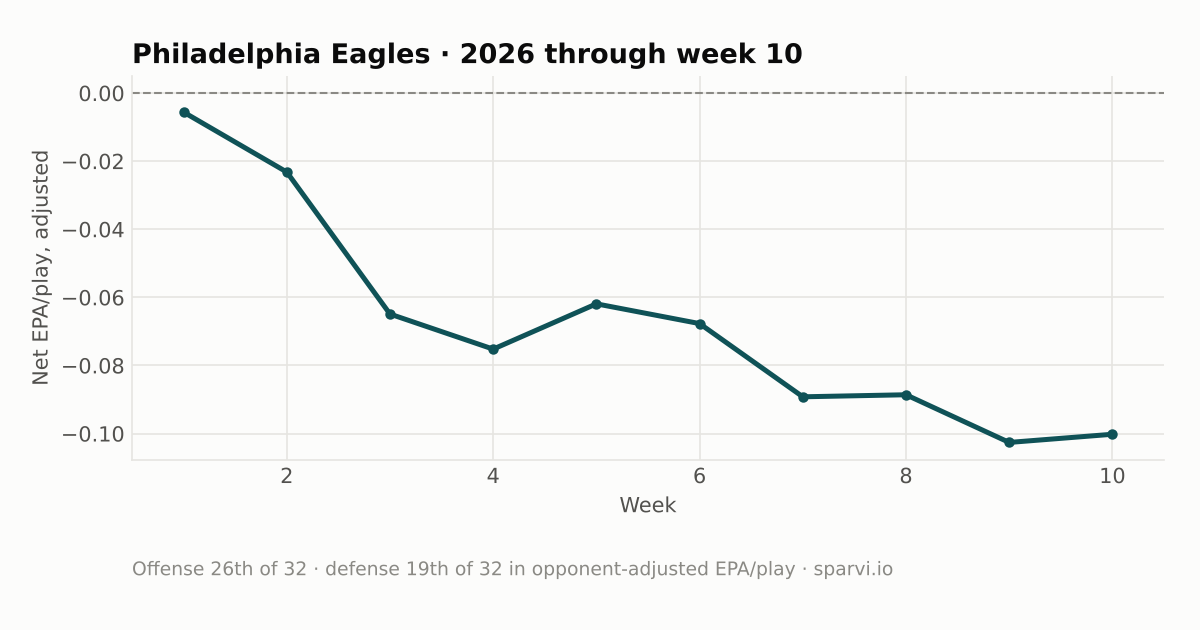 Philadelphia Eagles · 2026 through week 10
Net EPA/play, adjusted
0.00
−0.02
−0.04
−0.06
−0.08
−0.10
2 4 6 8 10
Week
Offense 26th of 32 · defense 19th of 32 in opponent-adjusted EPA/play · sparvi.io